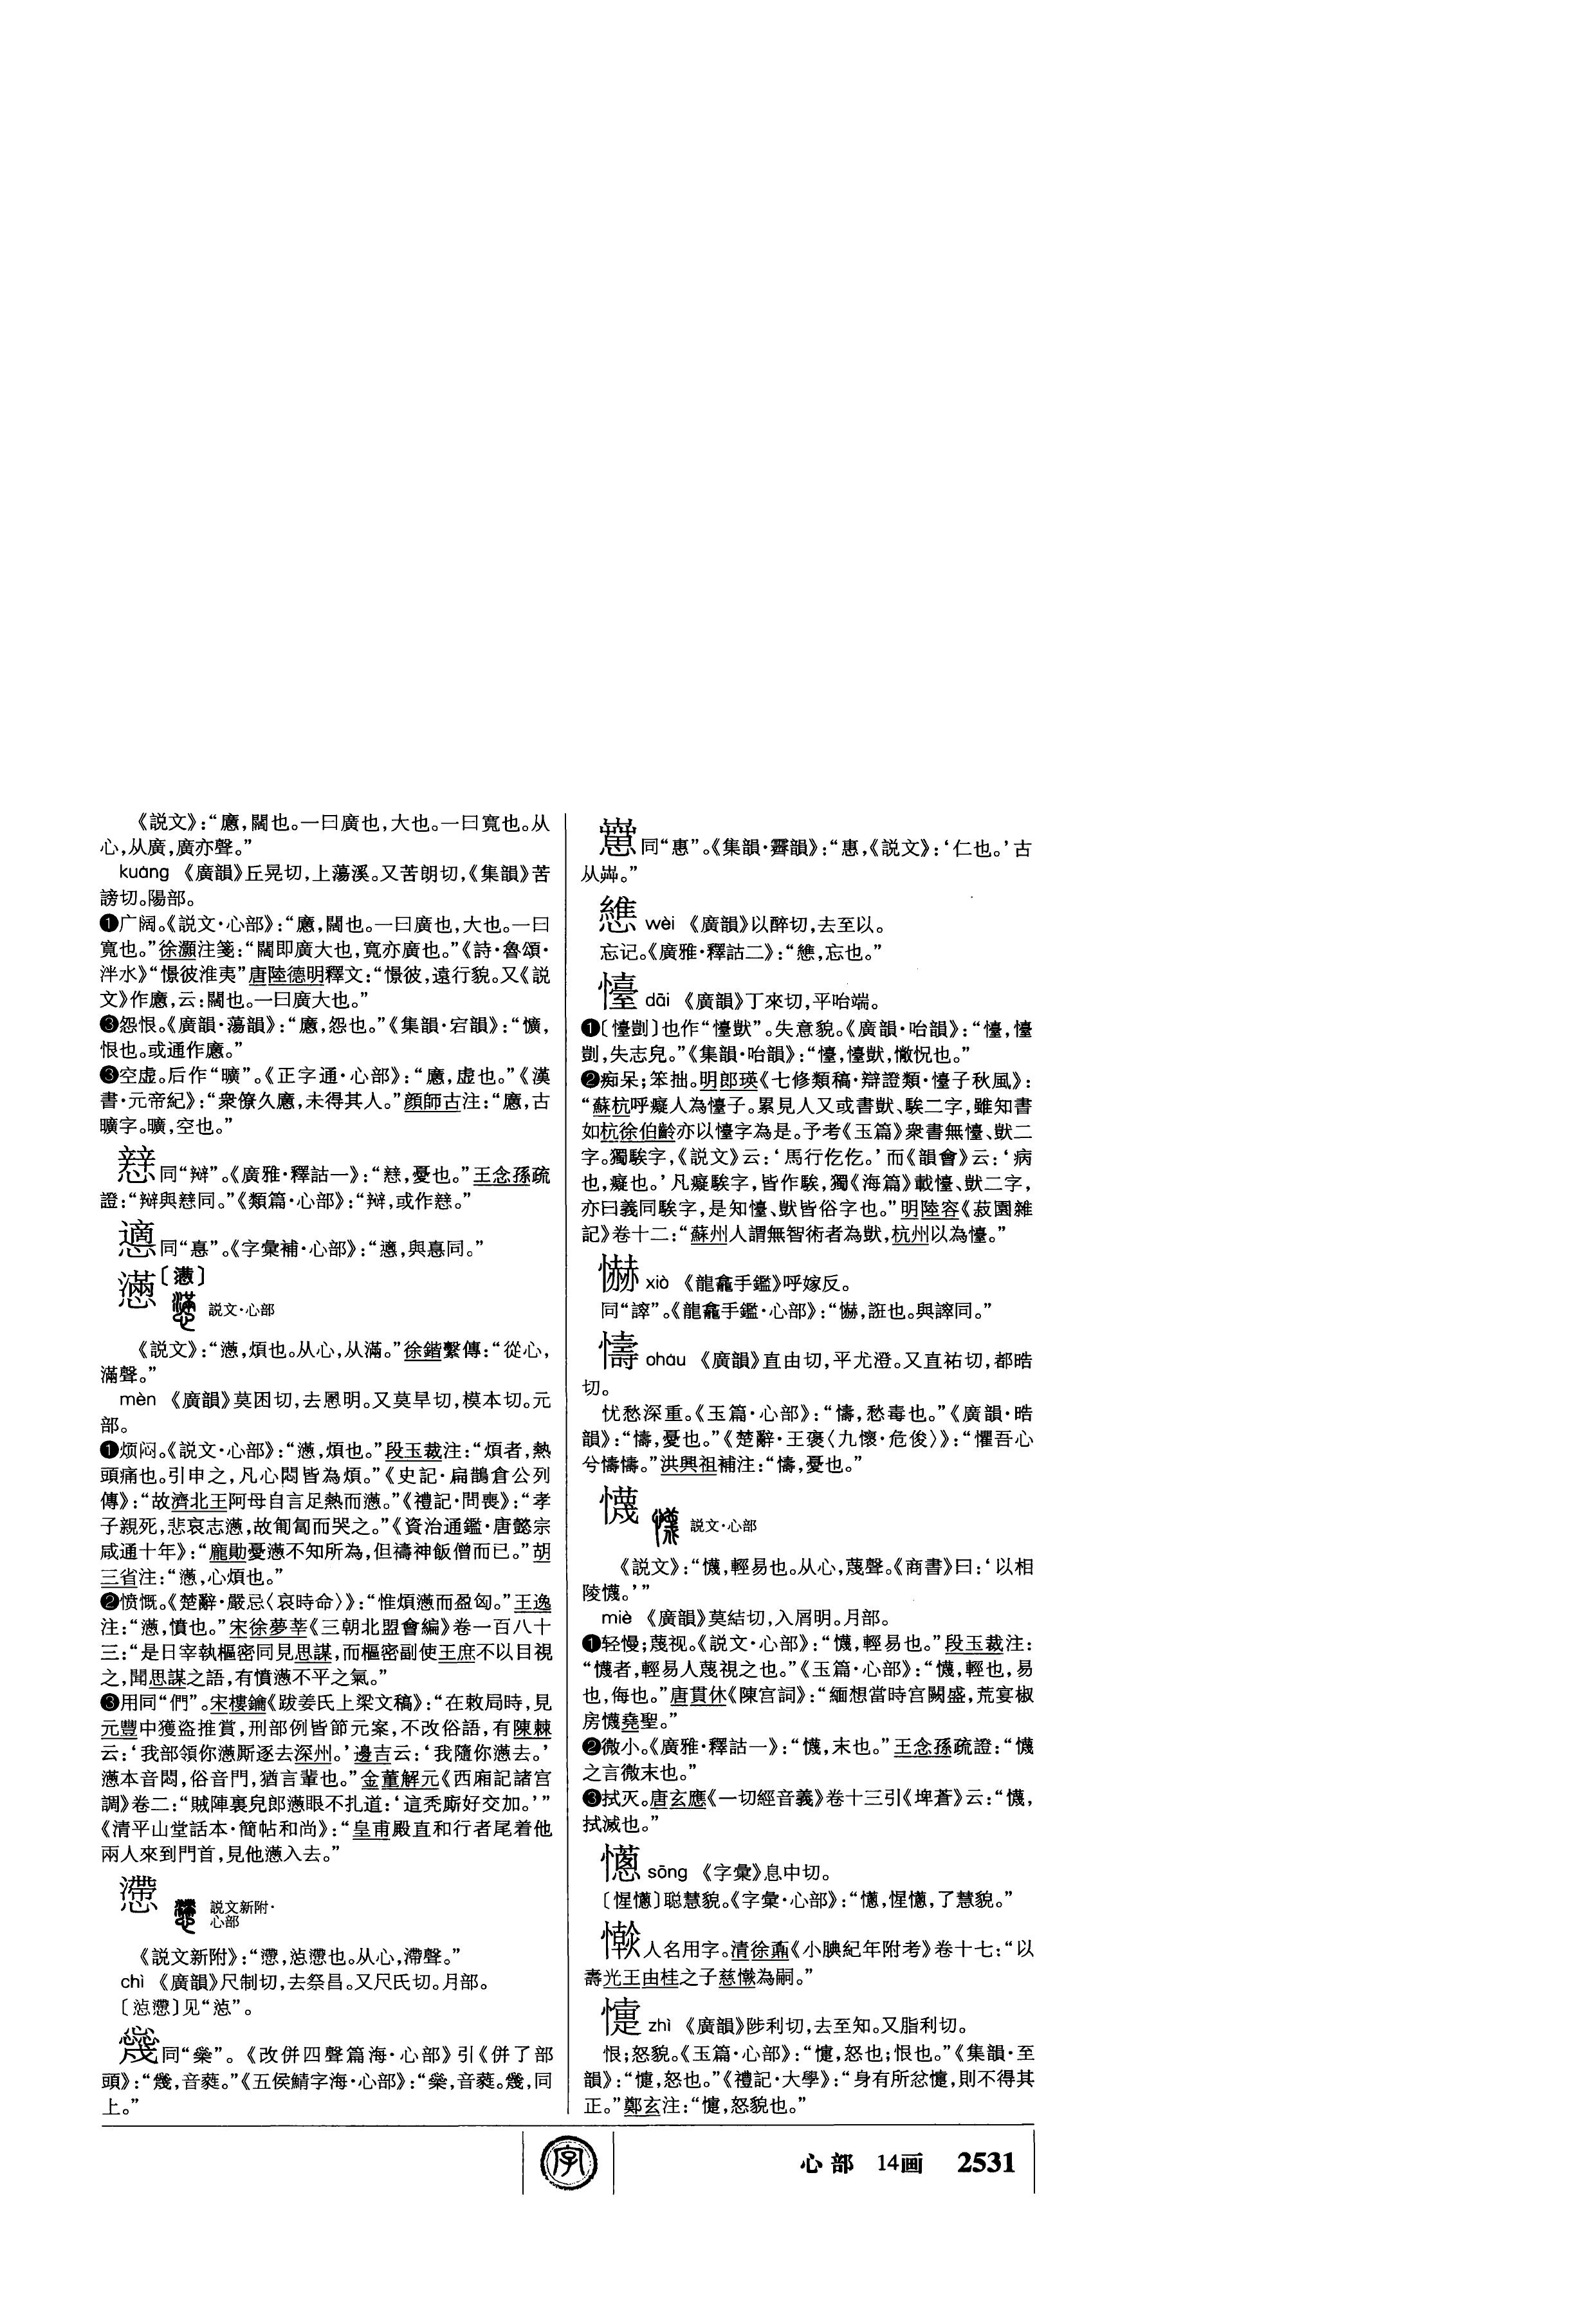 《説文》：“懬，闊也。一曰廣也，大也。一曰寬也。从
心，从廣，廣亦聲。”
kuàng 《廣韻》丘晃切，上蕩溪。又苦朗切，《集韻》苦
謗切。陽部。
❶广阔。《説文·心部》：“懬，闊也。一曰廣也，大也。一曰
寬也。”徐灝注箋：“闊即廣大也，寬亦廣也。”《詩·魯頌·
泮水》“憬彼淮夷”唐陸德明釋文：“憬彼，遠行貌。又《説
文》作懬，云：闊也。一曰廣大也。”
❸怨恨。《廣韻·蕩韻》：“懬，怨也。”《集韻·宕韻》：“懭，
恨也。或通作懬。”
❸空虚。后作“曠”。《正字通·心部》：“懬，虚也。”《漢
書·元帝紀》：“衆僚久懬，未得其人。”顔師古注：“懬，古
曠字。曠，空也。”
同“辩”。《廣雅·釋詁一》：“，憂也。”王念孫疏
證：“與同。”《類篇·心部》：“，或作。”
同“惪”。《字彙補·心部》：“，與惪同。”
懣〔懑〕
説文·心部
《説文》：“懣，煩也。从心，从滿。”徐鍇繫傳：“從心，
滿聲。”
mèn 《廣韻》莫困切，去慁明。又莫旱切，模本切。元
部。
❶烦闷。《説文·心部》：“懣，煩也。”段玉裁注：“煩者，熱
頭痛也。引申之，凡心悶皆為煩。”《史記·扁鵲倉公列
傳》：“故濟北王阿母自言足熱而懣。”《禮記·問喪》：“孝
子親死，悲哀志懣，故匍匐而哭之。”《資治通鑑·唐懿宗
咸通十年》：“龐勛憂懣不知所為，但禱神飯僧而已。”胡
三省注：“懣，心煩也。”
❷愤慨。《楚辭·嚴忌〈哀時命〉》：“惟煩懣而盈匈。”王逸
注：“懣，憤也。”宋徐夢莘《三朝北盟會編》卷一百八十
三：“是日宰執樞密同見思謀，而樞密副使王庶不以目視
之，聞思謀之語，有憤懣不平之氣。”
❸用同“們”。宋樓鑰《跋姜氏上梁文稿》：“在敕局時，見
元豐中獲盗推賞，刑部例皆節元案，不改俗語，有陳棘
云：‘我部領你懣厮逐去深州。’邊吉云：‘我隨你懣去。’
懣本音悶，俗音門，猶言輩也。”金董解元《西廂記諸宫
調》卷二：“賊陣裏兒郎懣眼不扎道：‘這秃厮好交加。’”
《清平山堂話本·簡帖和尚》：“皇甫殿直和行者尾着他
兩人來到門首，見他懣入去。”
懘
説文新附·
心部
《説文新附》：“懘，惉懘也。从心，滯聲。”
chì 《廣韻》尺制切，去祭昌。又尺氏切。月部。
〔惉懘〕见“惉”。
同“”。《改併四聲篇海·心部》引《併了部
頭》：“，音蕤。”《五侯鯖字海·心部》：“，音蕤。，同
上。”
同“惠”。《集韻·霽韻》：“惠，《説文》：‘仁也。’古
从芔。”
wèi 《廣韻》以醉切，去至以。
忘记。《廣雅·釋詁二》：“，忘也。”
懛 dāi 《廣韻》丁來切，平咍端。
❶〔懛剴〕也作“懛獃”。失意貌。《廣韻·咍韻》：“懛，懛
剴，失志皃。”《集韻·咍韻》：“懛，懛獃，惝怳也。”
❷痴呆；笨拙。明郎瑛《七修類稿·辯證類·懛子秋風》：
“蘇杭呼癡人為懛子。累見人又或書獃、騃二字，雖知書
如杭徐伯齡亦以懛字為是。予考《玉篇》衆書無懛、獃二
字。獨騃字，《説文》云：‘馬行仡仡。’而《韻會》云：‘病
也，癡也。’凡癡騃字，皆作騃，獨《海篇》載懛、獃二字，
亦曰義同騃字，是知懛、獃皆俗字也。”明陸容《菽園雜
記》卷十二：“蘇州人謂無智術者為獃，杭州以為懛。”
xià 《龍龕手鑑》呼嫁反。
同“謣”。《龍龕手鑑·心部》：“，誑也。與謣同。”
懤 cháu 《廣韻》直由切，平尤澄。又直祐切，都晧
切。
忧愁深重。《玉篇·心部》：“懤，愁毒也。”《廣韻·晧
韻》：“懤，憂也。”《楚辭·王褒〈九懷·危俊〉》：“懼吾心
兮懤懤。”洪興祖補注：“懤，憂也。”
懱
説文·心部
《説文》：“懱，輕易也。从心，蔑聲。《商書》曰：‘以相
陵懱。’”
miè 《廣韻》莫結切，入屑明。月部。
❶轻慢；蔑视。《説文·心部》：“懱，輕易也。”段玉裁注：
“懱者，輕易人蔑視之也。”《玉篇·心部》：“懱，輕也，易
也，侮也。”唐貫休《陳宫詞》：“緬想當時宫闕盛，荒宴椒
房懱堯聖。”
❷微小。《廣雅·釋詁一》：“懱，末也。”王念孫疏證：“懱
之言微末也。”
❸拭灭。唐玄應《一切經音義》卷十三引《埤蒼》云：“懱，
拭滅也。”
sōng 《字彙》息中切。
〔惺〕聪慧貌。《字彙·心部》：“，惺，了慧貌。”
人名用字。清徐鼒《小腆紀年附考》卷十七：“以
壽光王由桂之子慈為嗣。”
懥 zhì 《廣韻》陟利切，去至知。又脂利切。
恨；怒貌。《玉篇·心部》：“懥，怒也；恨也。”《集韻·至
韻》：“懥，怒也。”《禮記·大學》：“身有所忿懥，則不得其
正。”鄭玄注：“懥，怒貌也。”
字
心部 14画 2531